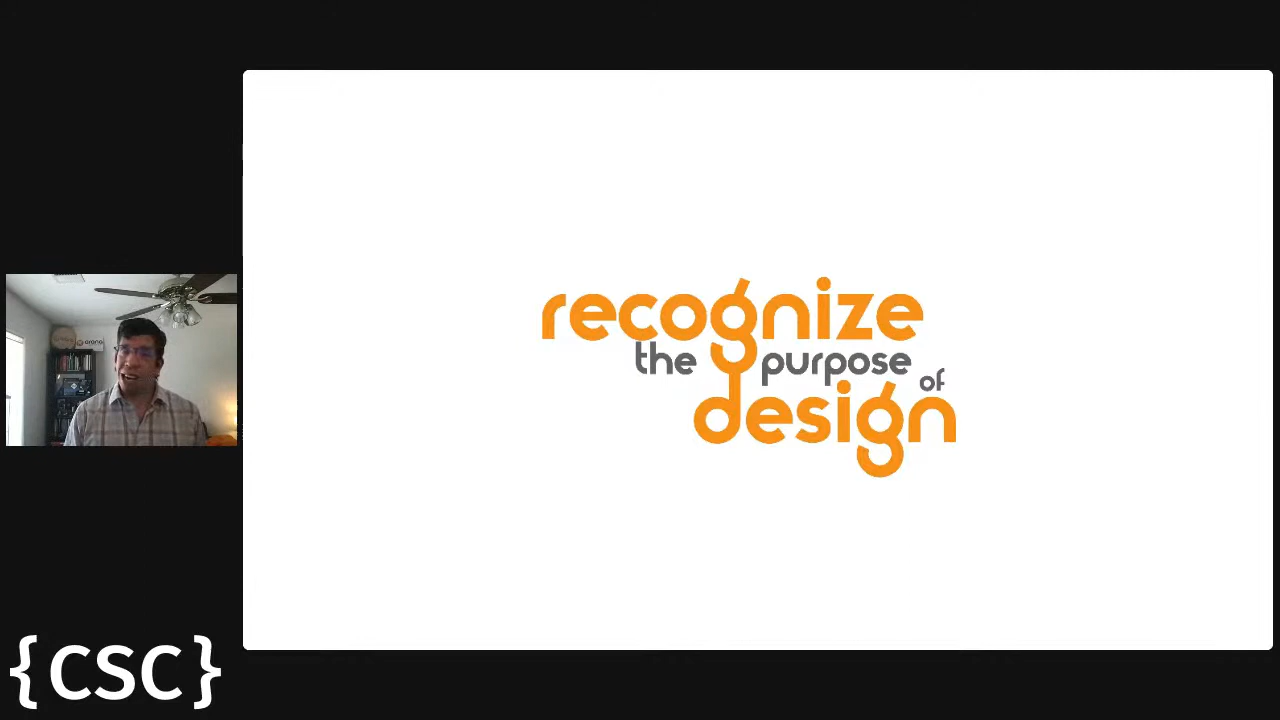 recognize
the purpose of
design
{CSC}